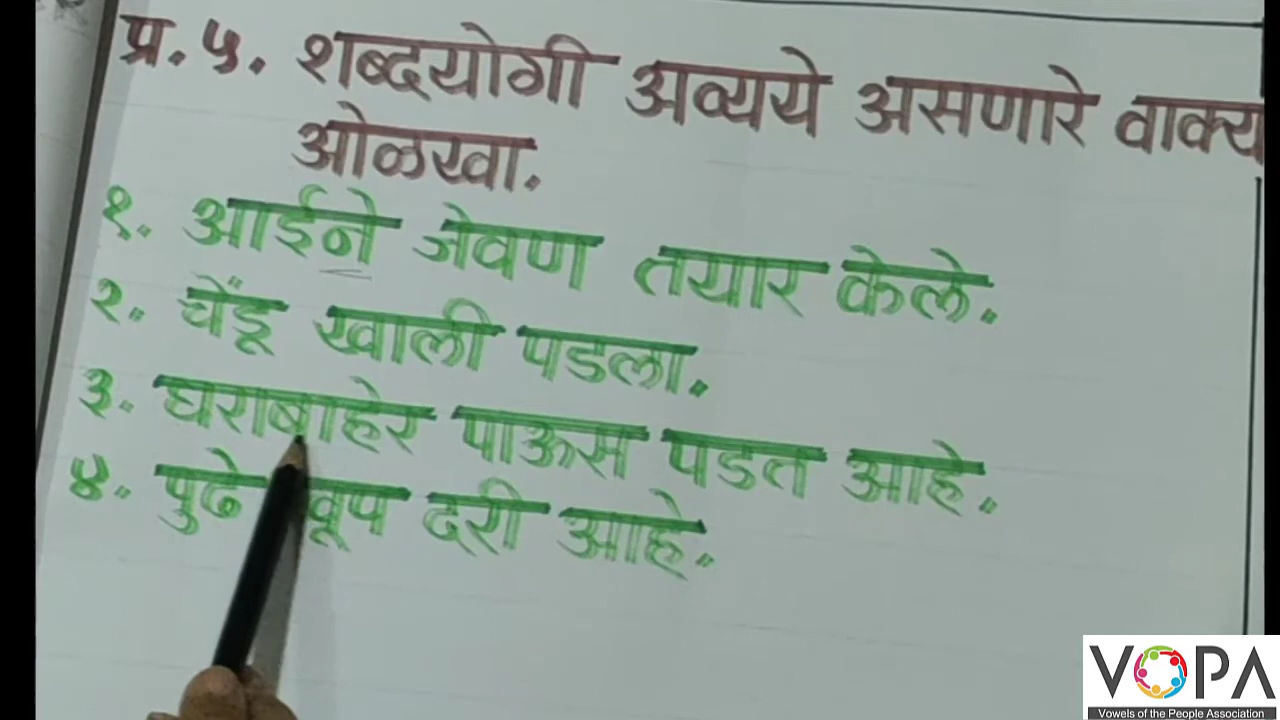 प्र. ५. शब्दयोगी अव्यये असणारे वाक्य
ओळखा.
१. आईने जेवण तयार केले.
२. चेंडू खाली पडला.
३. घराबाहेर पाऊस पडत आहे.
४. पुढे खूप दरी आहे.
VOPA
Vowels of the People Association